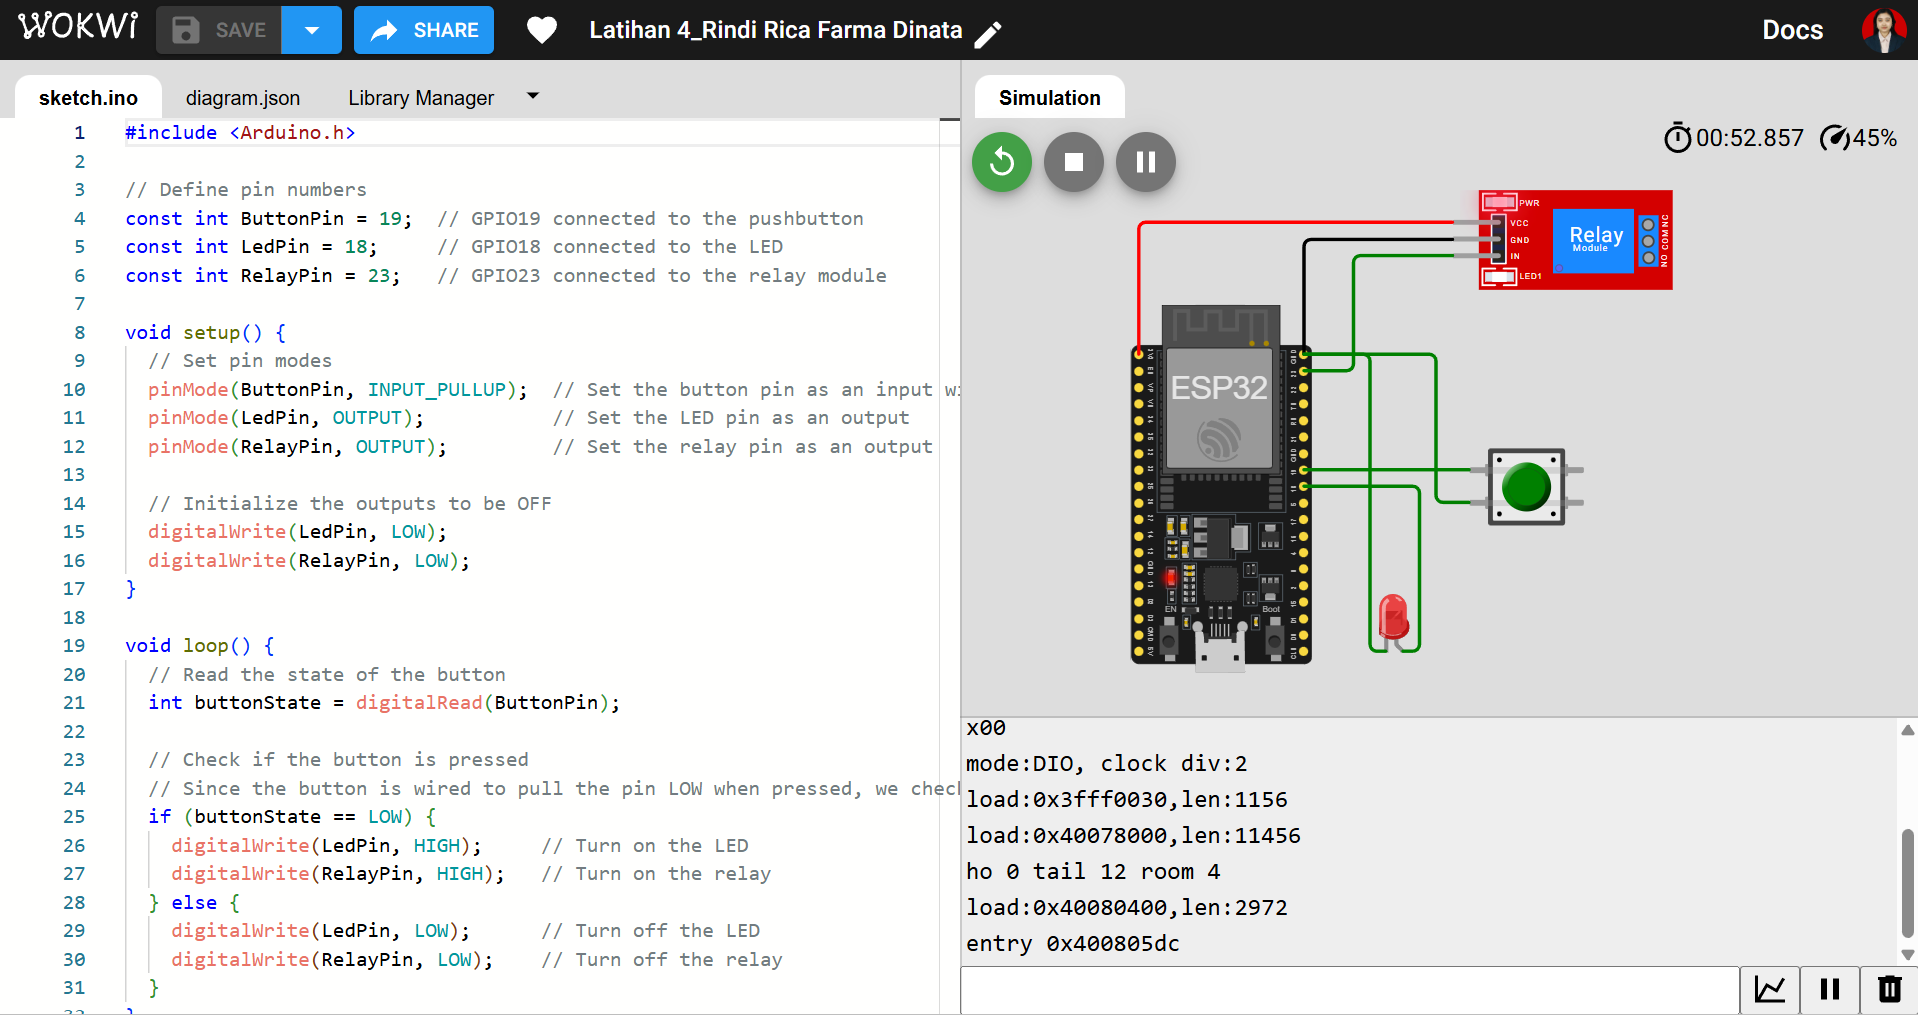 WOKWi
SAVE
SHARE
Latihan 4_Rindi Rica Farma Dinata
Docs
sketch.ino
diagram.json
Library Manager
1 #include <Arduino.h>
2
3 // Define pin numbers
4 const int ButtonPin = 19;  // GPIO19 connected to the pushbutton
5 const int LedPin = 18;     // GPIO18 connected to the LED
6 const int RelayPin = 23;   // GPIO23 connected to the relay module
7
8 void setup() {
9   // Set pin modes
10   pinMode(ButtonPin, INPUT_PULLUP);  // Set the button pin as an input wi
11   pinMode(LedPin, OUTPUT);           // Set the LED pin as an output
12   pinMode(RelayPin, OUTPUT);         // Set the relay pin as an output
13
14   // Initialize the outputs to be OFF
15   digitalWrite(LedPin, LOW);
16   digitalWrite(RelayPin, LOW);
17 }
18
19 void loop() {
20   // Read the state of the button
21   int buttonState = digitalRead(ButtonPin);
22
23   // Check if the button is pressed
24   // Since the button is wired to pull the pin LOW when pressed, we check
25   if (buttonState == LOW) {
26     digitalWrite(LedPin, HIGH);     // Turn on the LED
27     digitalWrite(RelayPin, HIGH);   // Turn on the relay
28   } else {
29     digitalWrite(LedPin, LOW);      // Turn off the LED
30     digitalWrite(RelayPin, LOW);    // Turn off the relay
31   }
Simulation
00:52.857
45%
PWR
VCC
GND
IN
LED1
Relay
Module
NO COM NC
ESP32
EN
Boot
x00
mode:DIO, clock div:2
load:0x3fff0030,len:1156
load:0x40078000,len:11456
ho 0 tail 12 room 4
load:0x40080400,len:2972
entry 0x400805dc